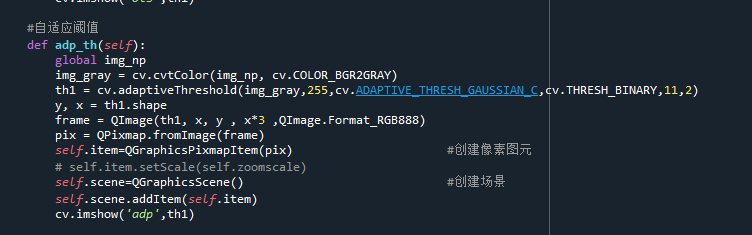 cv.imshow('ots',th1)
#自适应阈值
def adp_th(self):
global img_np
img_gray = cv.cvtColor(img_np, cv.COLOR_BGR2GRAY)
th1 = cv.adaptiveThreshold(img_gray,255,cv.ADAPTIVE_THRESH_GAUSSIAN_C,cv.THRESH_BINARY,11,2)
y, x = th1.shape
frame = QImage(th1, x, y , x*3 ,QImage.Format_RGB888)
pix = QPixmap.fromImage(frame)
self.item=QGraphicsPixmapItem(pix) #创建像素图元
# self.item.setScale(self.zoomscale)
self.scene=QGraphicsScene() #创建场景
self.scene.addItem(self.item)
cv.imshow('adp',th1)